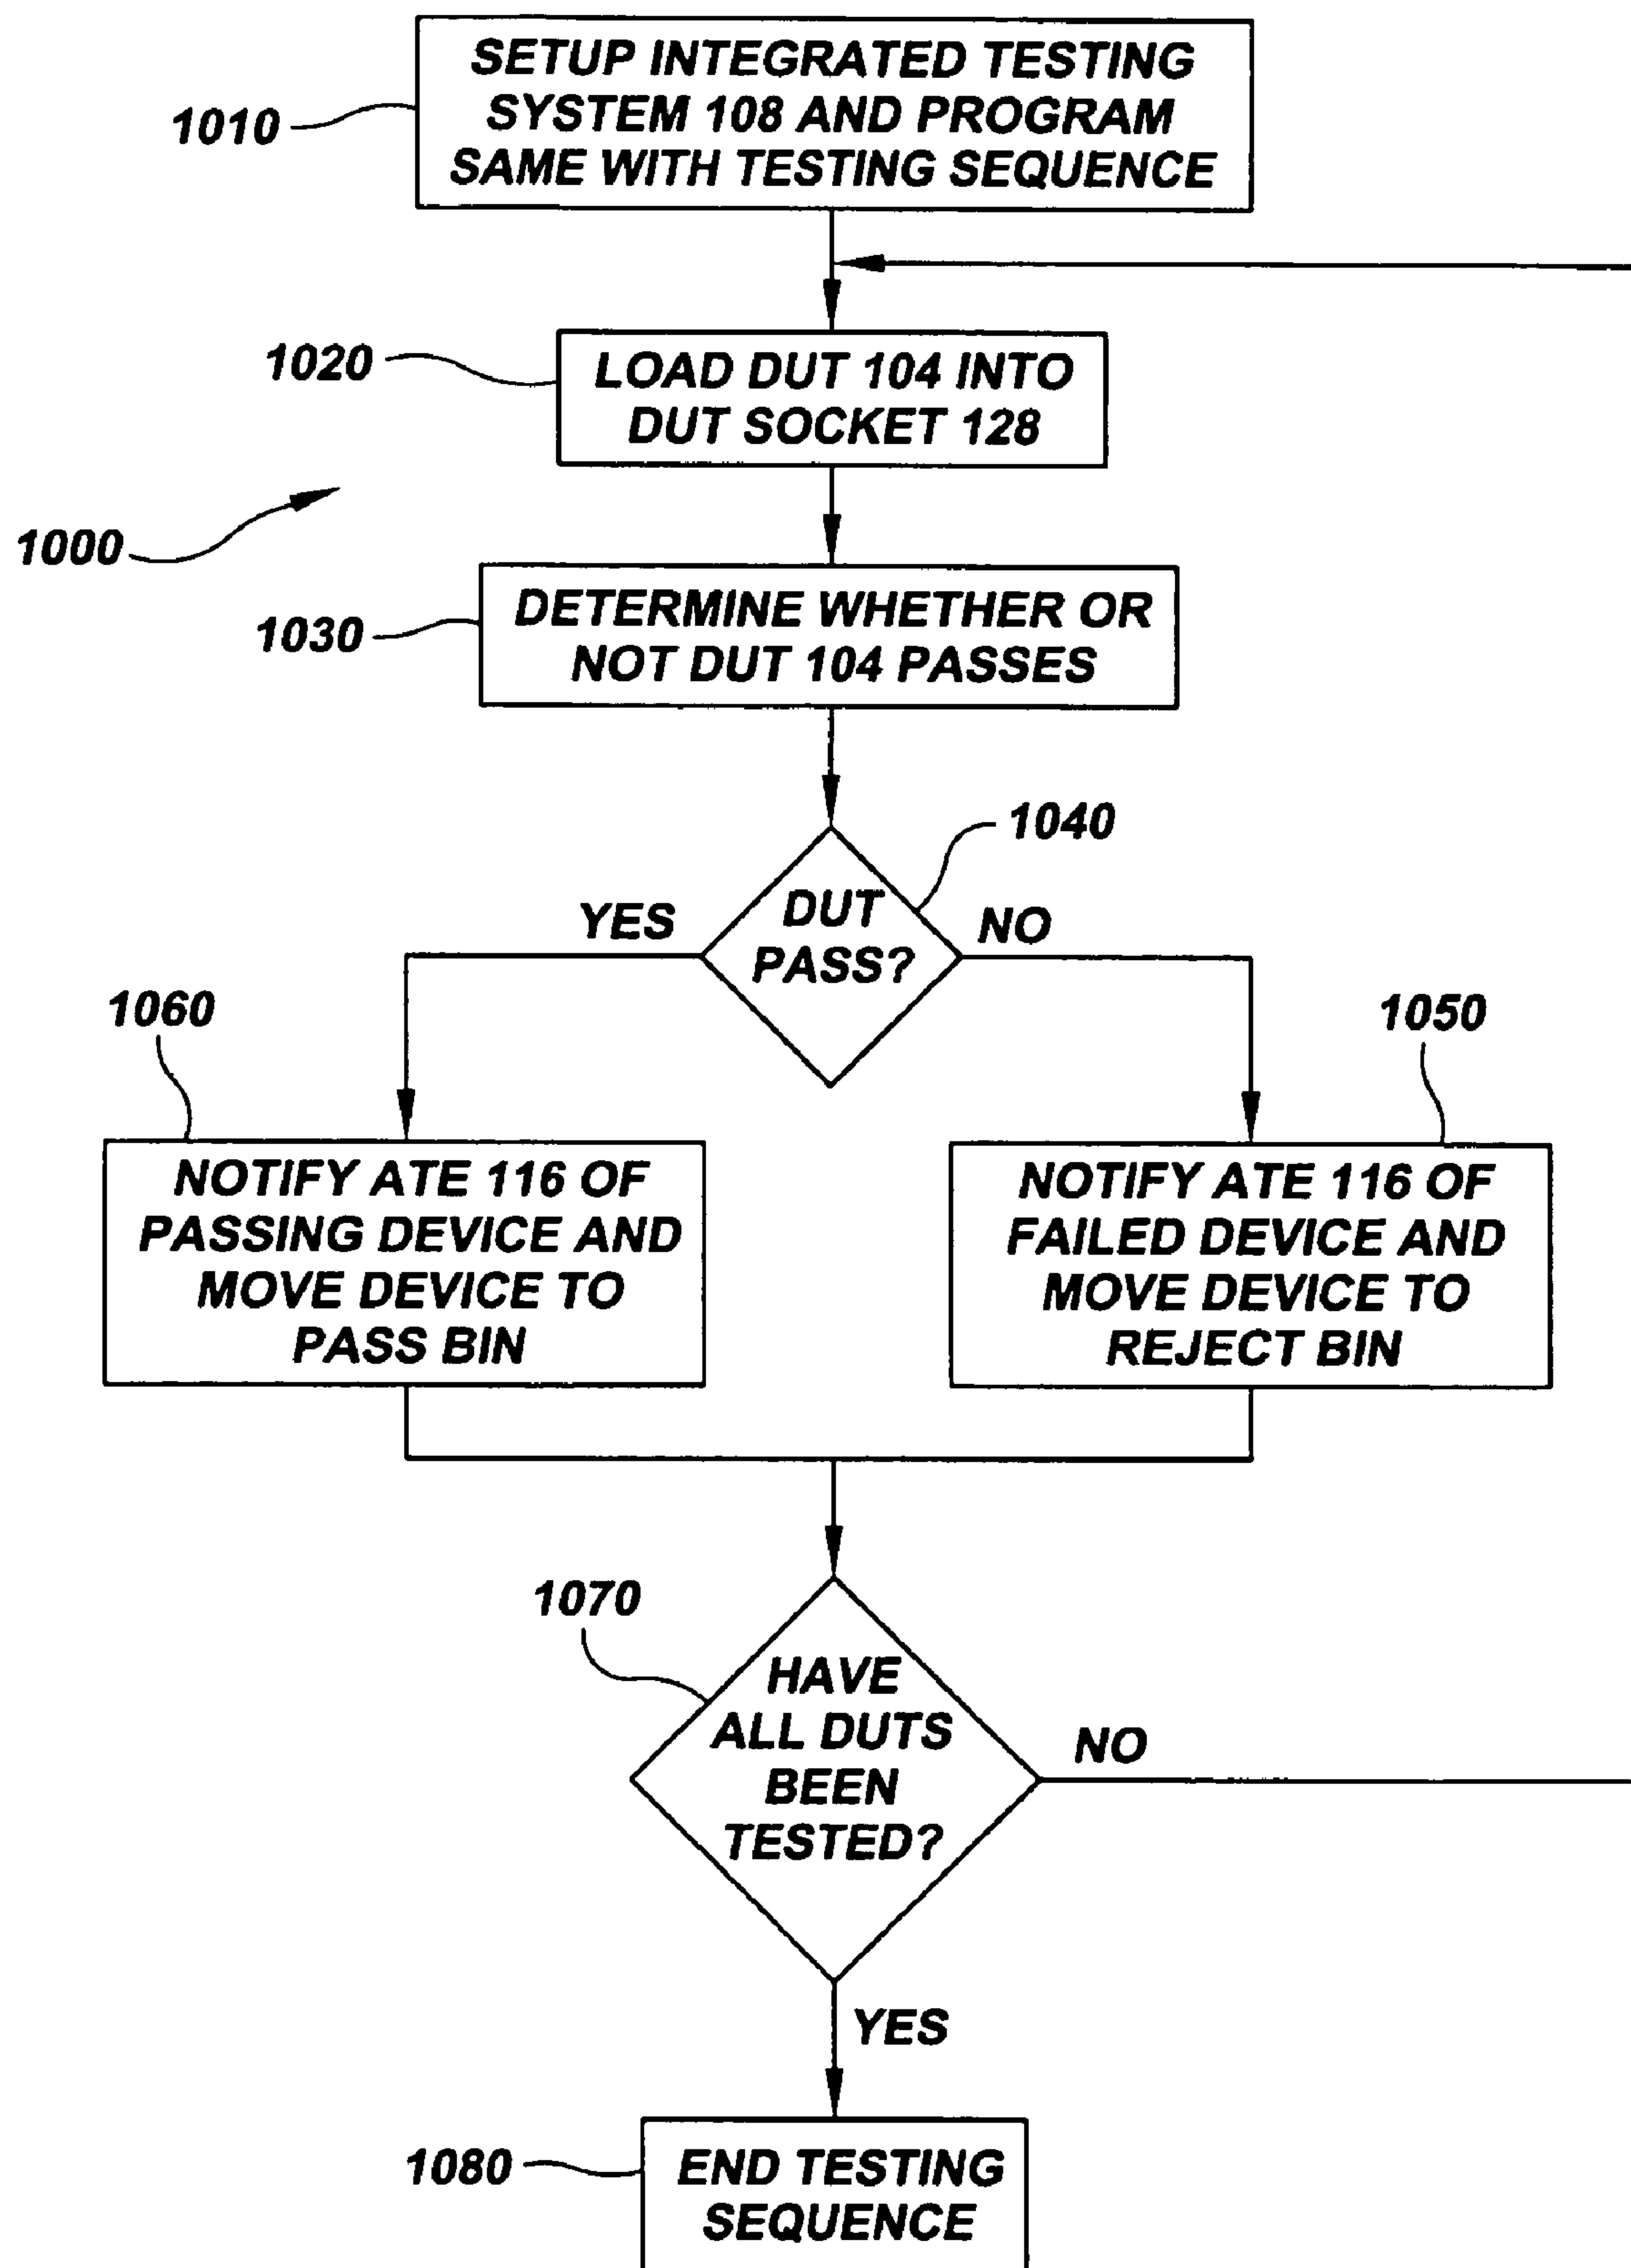 SETUP INTEGRATED TESTING
SYSTEM 108 AND PROGRAM
SAME WITH TESTING SEQUENCE
1010
LOAD DUT 104 INTO
DUT SOCKET 128
1020
1000
DETERMINE WHETHER OR
NOT DUT 104 PASSES
1030
1040
DUT
PASS?
YES
NO
1060
1050
NOTIFY ATE 116 OF
PASSING DEVICE AND
MOVE DEVICE TO
PASS BIN
NOTIFY ATE 116 OF
FAILED DEVICE AND
MOVE DEVICE TO
REJECT BIN
1070
HAVE
ALL DUTS
BEEN
TESTED?
NO
YES
1080
END TESTING
SEQUENCE